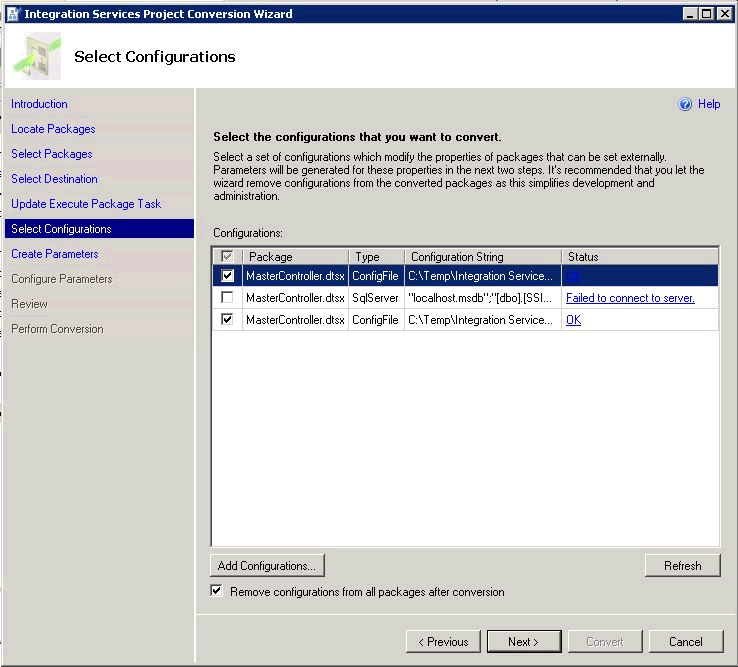 Integration Services Project Conversion Wizard
Select Configurations
Introduction
Locate Packages
Select Packages
Select Destination
Update Execute Package Task
Select Configurations
Create Parameters
Configure Parameters
Review
Perform Conversion
Help
Select the configurations that you want to convert.
Select a set of configurations which modify the properties of packages that can be set externally.
Parameters will be generated for these properties in the next two steps. It's recommended that you let the
wizard remove configurations from the converted packages as this simplifies development and
administration.
Configurations:
Package Type Configuration String Status
MasterController.dtsx ConfigFile C:\Temp\Integration Service...
MasterController.dtsx SqlServer "localhost.msdb";"[dbo].[SSI... Failed to connect to server.
MasterController.dtsx ConfigFile C:\Temp\Integration Service... OK
Add Configurations... Refresh
Remove configurations from all packages after conversion
< Previous Next > Convert Cancel